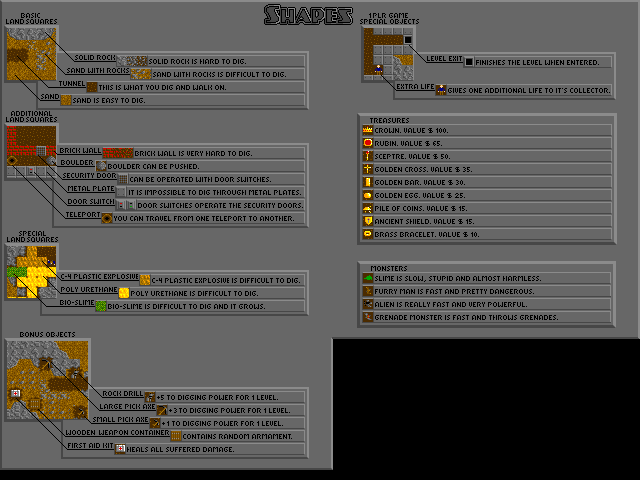 Shapes
BASIC
LAND SQUARES
SOLID ROCK SOLID ROCK IS HARD TO DIG.
SAND WITH ROCKS SAND WITH ROCKS IS DIFFICULT TO DIG.
TUNNEL THIS IS WHAT YOU DIG AND WALK ON.
SAND SAND IS EASY TO DIG.
ADDITIONAL
LAND SQUARES
BRICK WALL BRICK WALL IS VERY HARD TO DIG.
BOULDER BOULDER CAN BE PUSHED.
SECURITY DOOR CAN BE OPERATED WITH DOOR SWITCHES.
METAL PLATE IT IS IMPOSSIBLE TO DIG THROUGH METAL PLATES.
DOOR SWITCH DOOR SWITCHES OPERATE THE SECURITY DOORS.
TELEPORT YOU CAN TRAVEL FROM ONE TELEPORT TO ANOTHER.
SPECIAL
LAND SQUARES
C-4 PLASTIC EXPLOSIVE C-4 PLASTIC EXPLOSIVE IS DIFFICULT TO DIG.
POLY URETHANE POLY URETHANE IS DIFFICULT TO DIG.
BIO-SLIME BIO-SLIME IS DIFFICULT TO DIG AND IT GROWS.
BONUS OBJECTS
ROCK DRILL +5 TO DIGGING POWER FOR 1 LEVEL.
LARGE PICK AXE +3 TO DIGGING POWER FOR 1 LEVEL.
SMALL PICK AXE +1 TO DIGGING POWER FOR 1 LEVEL.
WOODEN WEAPON CONTAINER CONTAINS RANDOM ARMAMENT.
FIRST AID KIT HEALS ALL SUFFERED DAMAGE.
1PLR GAME
SPECIAL OBJECTS
LEVEL EXIT FINISHES THE LEVEL WHEN ENTERED.
EXTRA LIFE GIVES ONE ADDITIONAL LIFE TO IT'S COLLECTOR.
TREASURES
CROWN. VALUE $ 100.
RUBIN. VALUE $ 65.
SCEPTRE. VALUE $ 50.
GOLDEN CROSS. VALUE $ 35.
GOLDEN BAR. VALUE $ 30.
GOLDEN EGG. VALUE $ 25.
PILE OF COINS. VALUE $ 15.
ANCIENT SHIELD. VALUE $ 15.
BRASS BRACELET. VALUE $ 10.
MONSTERS
SLIME IS SLOW, STUPID AND ALMOST HARMLESS.
FURRY MAN IS FAST AND PRETTY DANGEROUS.
ALIEN IS REALLY FAST AND VERY POWERFUL.
GRENADE MONSTER IS FAST AND THROWS GRENADES.